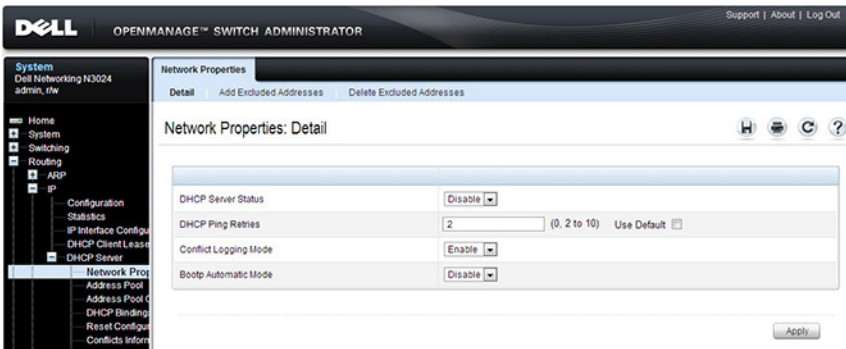 Support | About | Log Out
DELL OPENMANAGE™ SWITCH ADMINISTRATOR
System
Dell Networking N3024
admin, r/w
Home
System
Switching
Routing
ARP
IP
Configuration
Statistics
IP Interface Configu
DHCP Client Lease
DHCP Server
Network Prop
Address Pool
Address Pool C
DHCP Bindings
Reset Configur
Conflicts Inform
Network Properties
Detail Add Excluded Addresses Delete Excluded Addresses
Network Properties: Detail
DHCP Server Status Disable
DHCP Ping Retries 2 (0, 2 to 10) Use Default
Conflict Logging Mode Enable
Bootp Automatic Mode Disable
Apply